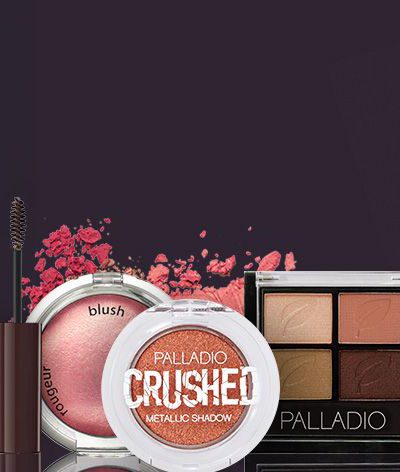 blush
rougeur
PALLADIO
CRUSHED
METALLIC SHADOW
PALLADIO